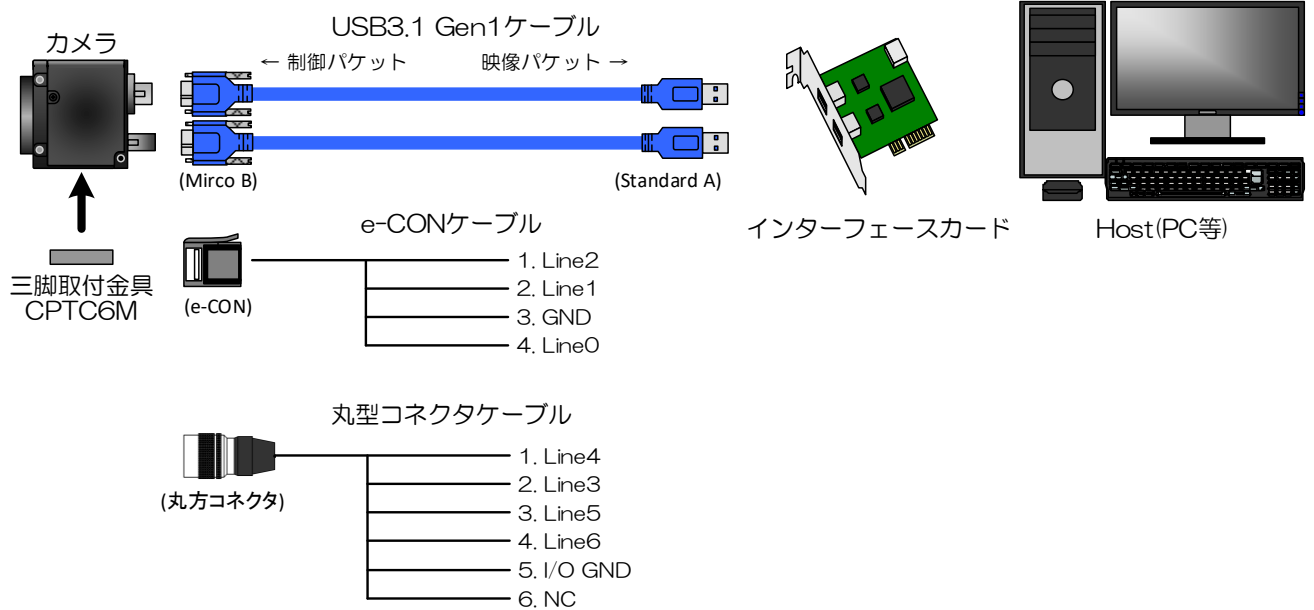 カメラ
USB3.1 Gen1ケーブル
← 制御パケット
映像パケット →
(Mirco B)
(Standard A)
インターフェースカード
Host(PC等)
三脚取付金具
CPTC6M
e-CONケーブル
(e-CON)
1. Line2
2. Line1
3. GND
4. Line0
丸型コネクタケーブル
(丸方コネクタ)
1. Line4
2. Line3
3. Line5
4. Line6
5. I/O GND
6. NC